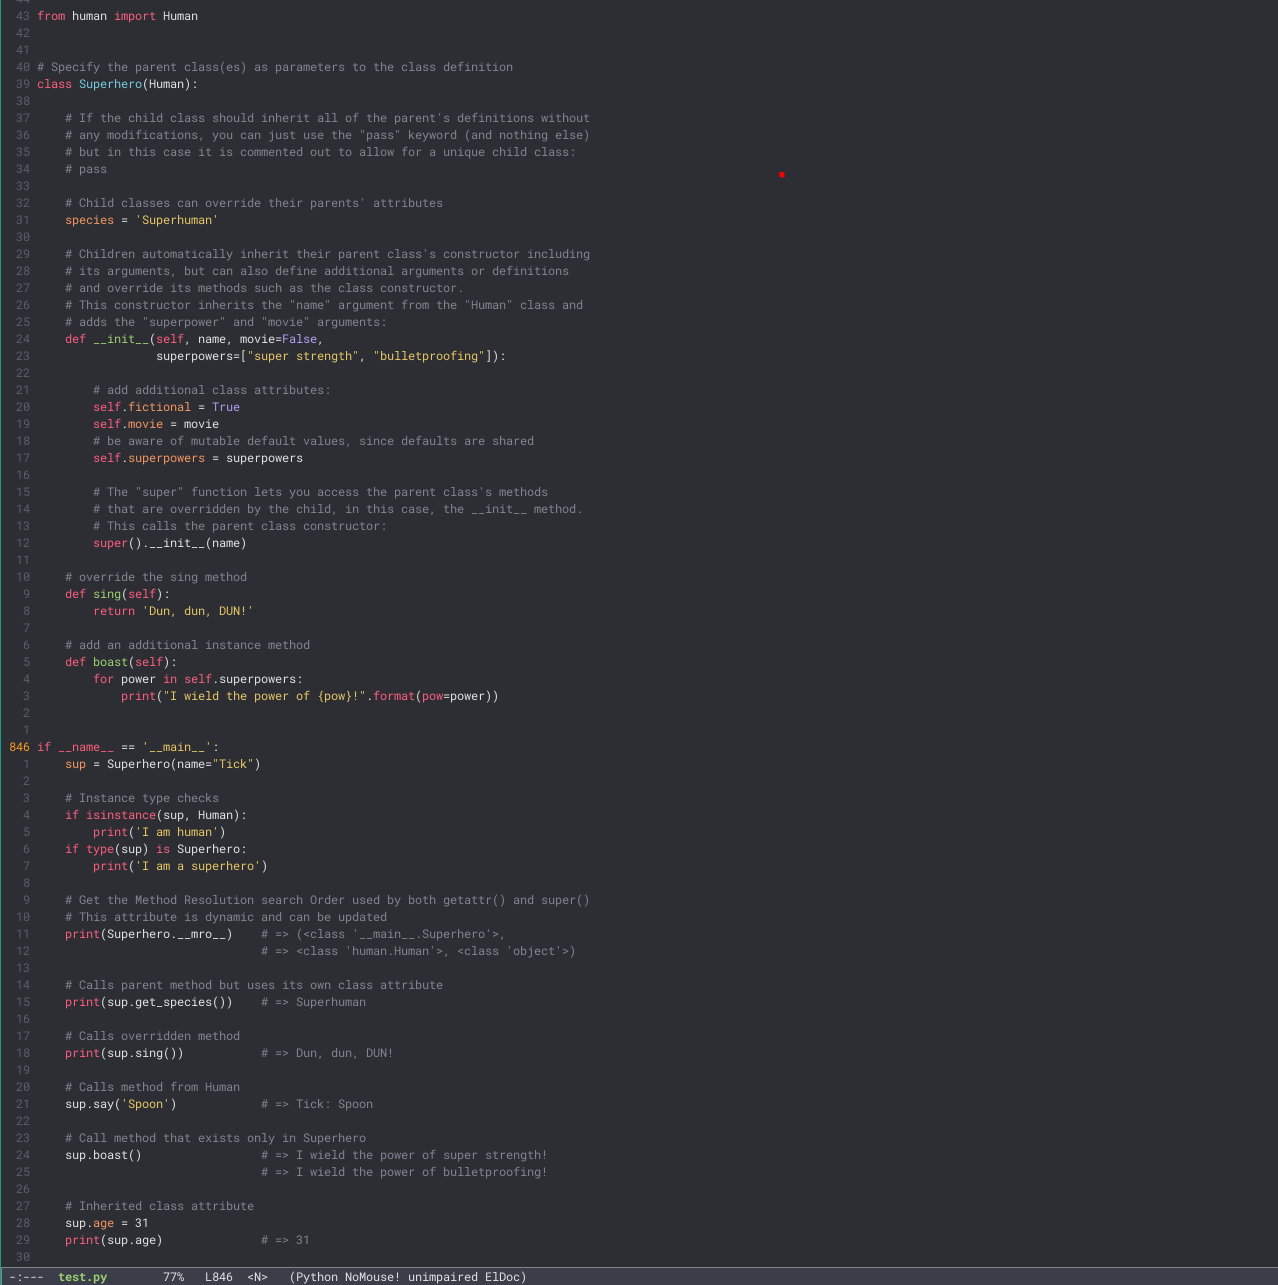 43 from human import Human
42
41
40 # Specify the parent class(es) as parameters to the class definition
39 class Superhero(Human):
38
37     # If the child class should inherit all of the parent's definitions without
36     # any modifications, you can just use the "pass" keyword (and nothing else)
35     # but in this case it is commented out to allow for a unique child class:
34     # pass
33
32     # Child classes can override their parents' attributes
31     species = 'Superhuman'
30
29     # Children automatically inherit their parent class's constructor including
28     # its arguments, but can also define additional arguments or definitions
27     # and override its methods such as the class constructor.
26     # This constructor inherits the "name" argument from the "Human" class and
25     # adds the "superpower" and "movie" arguments:
24     def __init__(self, name, movie=False,
23                  superpowers=["super strength", "bulletproofing"]):
22
21         # add additional class attributes:
20         self.fictional = True
19         self.movie = movie
18         # be aware of mutable default values, since defaults are shared
17         self.superpowers = superpowers
16
15         # The "super" function lets you access the parent class's methods
14         # that are overridden by the child, in this case, the __init__ method.
13         # This calls the parent class constructor:
12         super().__init__(name)
11
10     # override the sing method
9     def sing(self):
8         return 'Dun, dun, DUN!'
7
6     # add an additional instance method
5     def boast(self):
4         for power in self.superpowers:
3             print("I wield the power of {pow}!".format(pow=power))
2
1
846 if __name__ == '__main__':
1     sup = Superhero(name="Tick")
2
3     # Instance type checks
4     if isinstance(sup, Human):
5         print('I am human')
6     if type(sup) is Superhero:
7         print('I am a superhero')
8
9     # Get the Method Resolution search Order used by both getattr() and super()
10     # This attribute is dynamic and can be updated
11     print(Superhero.__mro__)    # => (<class '__main__.Superhero'>,
12                                 # => <class 'human.Human'>, <class 'object'>)
13
14     # Calls parent method but uses its own class attribute
15     print(sup.get_species())    # => Superhuman
16
17     # Calls overridden method
18     print(sup.sing())           # => Dun, dun, DUN!
19
20     # Calls method from Human
21     sup.say('Spoon')            # => Tick: Spoon
22
23     # Call method that exists only in Superhero
24     sup.boast()                 # => I wield the power of super strength!
25                                 # => I wield the power of bulletproofing!
26
27     # Inherited class attribute
28     sup.age = 31
29     print(sup.age)              # => 31
30
-:---  test.py        77%   L846  <N>   (Python NoMouse! unimpaired ElDoc)